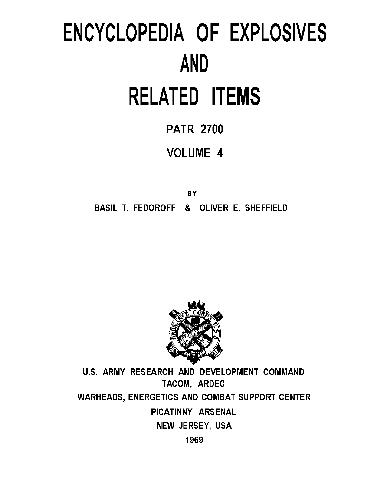 ENCYCLOPEDIA OF EXPLOSIVES
AND
RELATED ITEMS
PATR 2700
VOLUME 4
BY
BASIL T. FEDOROFF & OLIVER E. SHEFFIELD
U.S. ARMY RESEARCH AND DEVELOPMENT COMMAND
TACOM, ARDEC
WARHEADS, ENERGETICS AND COMBAT SUPPORT CENTER
PICATINNY ARSENAL
NEW JERSEY, USA
1969